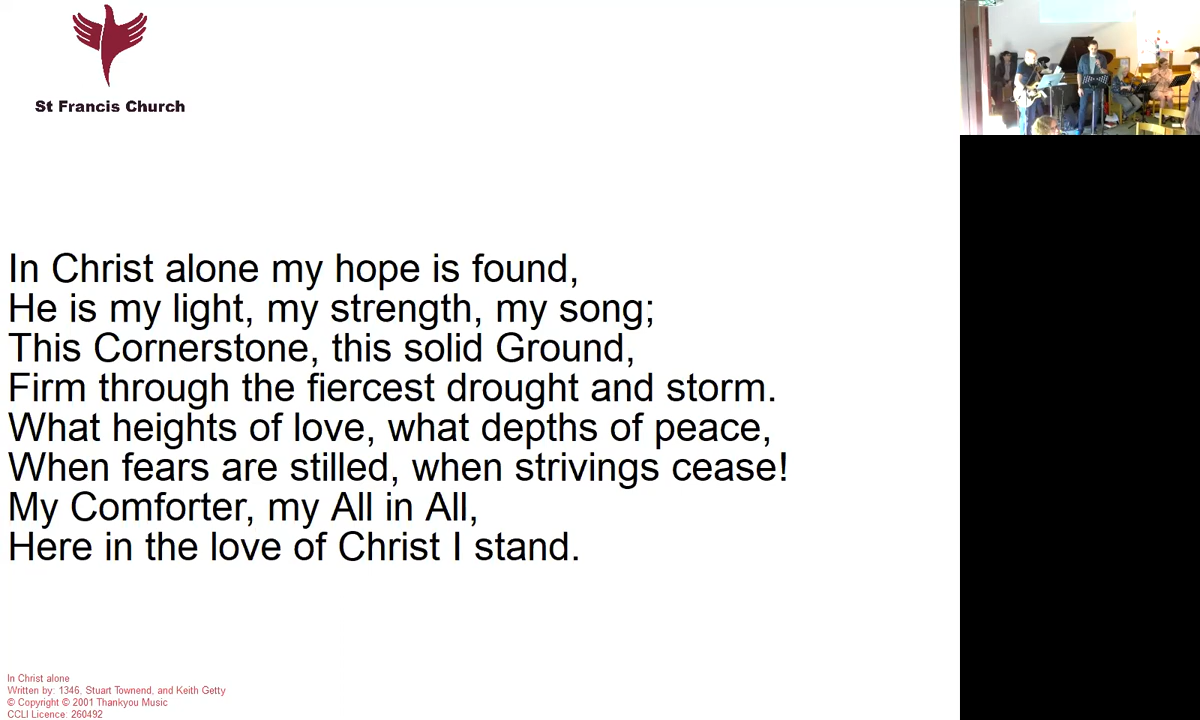 St Francis Church
In Christ alone my hope is found,
He is my light, my strength, my song;
This Cornerstone, this solid Ground,
Firm through the fiercest drought and storm.
What heights of love, what depths of peace,
When fears are stilled, when strivings cease!
My Comforter, my All in All,
Here in the love of Christ I stand.
In Christ alone
Written by: 1346, Stuart Townend, and Keith Getty
© Copyright © 2001 Thankyou Music
CCLI Licence: 260492